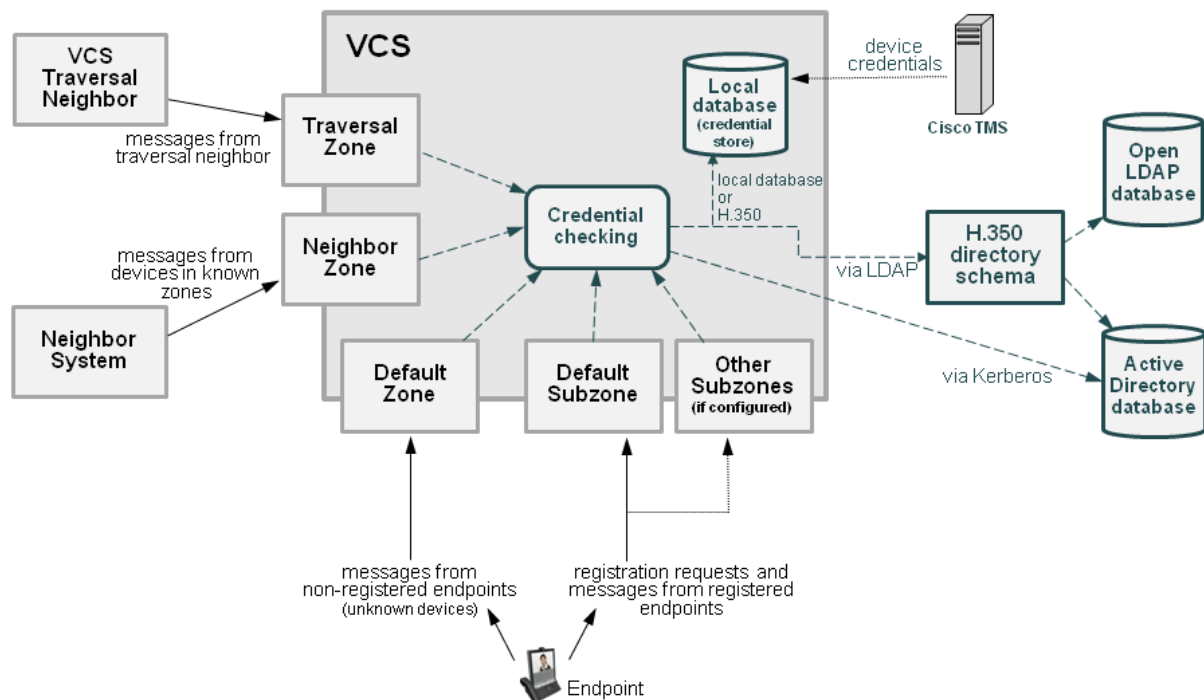 VCS
Traversal
Neighbor
messages from
traversal neighbor
Neighbor
System
messages from
devices in known
zones
VCS
Traversal
Zone
Neighbor
Zone
Credential
checking
Local
database
(credential
store)
local database
or
H.350
device
credentials
Cisco TMS
via LDAP
H.350
directory
schema
Open
LDAP
database
via Kerberos
Active
Directory
database
Default
Zone
Default
Subzone
Other
Subzones
(if configured)
messages from
non-registered endpoints
(unknown devices)
registration requests and
messages from registered
endpoints
Endpoint